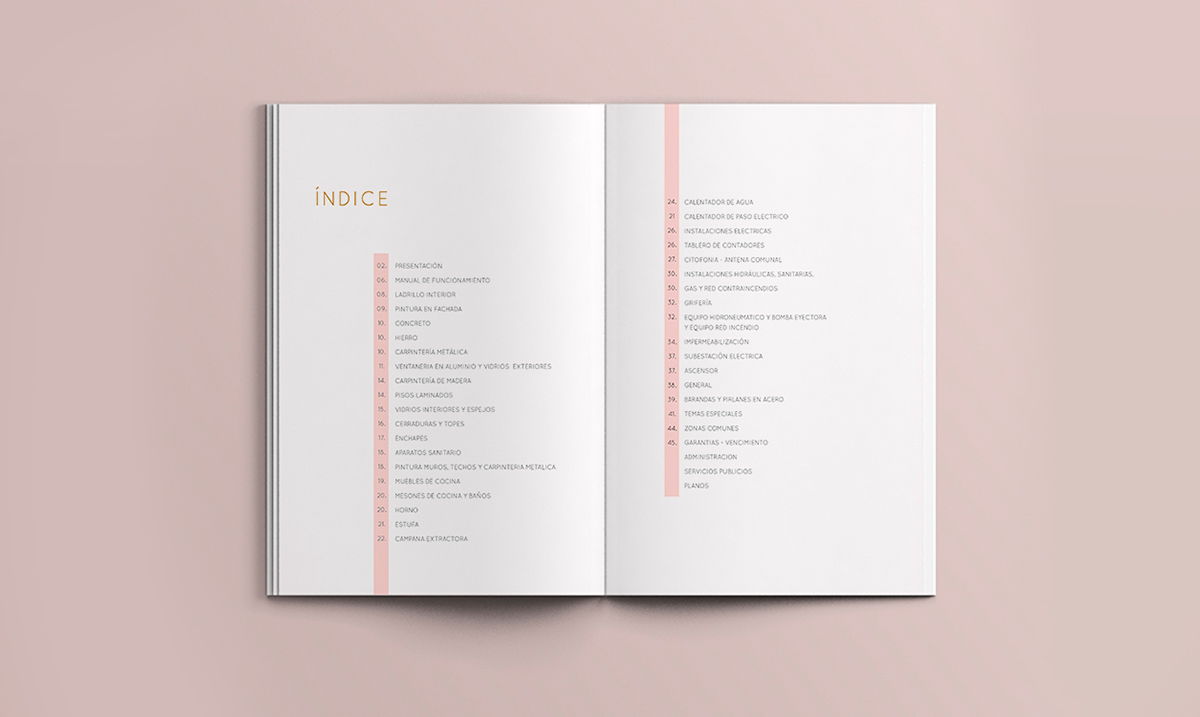 ÍNDICE
02. PRESENTACIÓN
06. MANUAL DE FUNCIONAMIENTO
08. LADRILLO INTERIOR
09. PINTURA EN FACHADA
10. CONCRETO
10. HIERRO
10. CARPINTERÍA METÁLICA
11. VENTANERIA EN ALUMINIO Y VIDRIOS EXTERIORES
14. CARPINTERÍA DE MADERA
14. PISOS LAMINADOS
15. VIDRIOS INTERIORES Y ESPEJOS
16. CERRADURAS Y TOPES
17. ENCHAPES
18. APARATOS SANITARIO
18. PINTURA MUROS, TECHOS Y CARPINTERIA METALICA
19. MUEBLES DE COCINA
20. MESONES DE COCINA Y BAÑOS
20. HORNO
21. ESTUFA
22. CAMPANA EXTRACTORA
24. CALENTADOR DE AGUA
21 CALENTADOR DE PASO ELECTRICO
26. INSTALACIONES ELECTRICAS
26. TABLERO DE CONTADORES
27. CITOFONIA - ANTENA COMUNAL
30. INSTALACIONES HIDRÁULICAS, SANITARIAS,
30. GAS Y RED CONTRAINCENDIOS
32. GRIFERÍA
32. EQUIPO HIDRONEUMATICO Y BOMBA EYECTORA
Y EQUIPO RED INCENDIO
34. IMPERMEABILIZACIÓN
37. SUBESTACIÓN ELECTRICA
37. ASCENSOR
38. GENERAL
39. BARANDAS Y PIRLANES EN ACERO
41. TEMAS ESPECIALES
44. ZONAS COMUNES
45. GARANTIAS - VENCIMIENTO
ADMINISTRACION
SERVICIOS PUBLICIOS
PLANOS